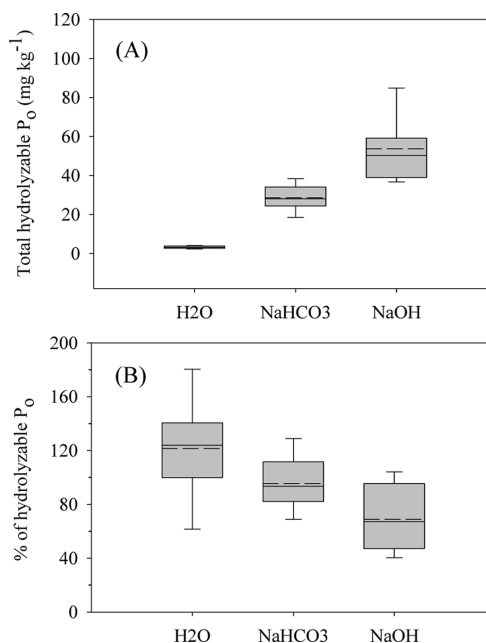 120
(A)
100
80
60
40
20
0
Total hydrolyzable Po (mg kg-1)
H2O NaHCO3 NaOH
200
(B)
160
120
80
40
0
% of hydrolyzable Po
H2O NaHCO3 NaOH